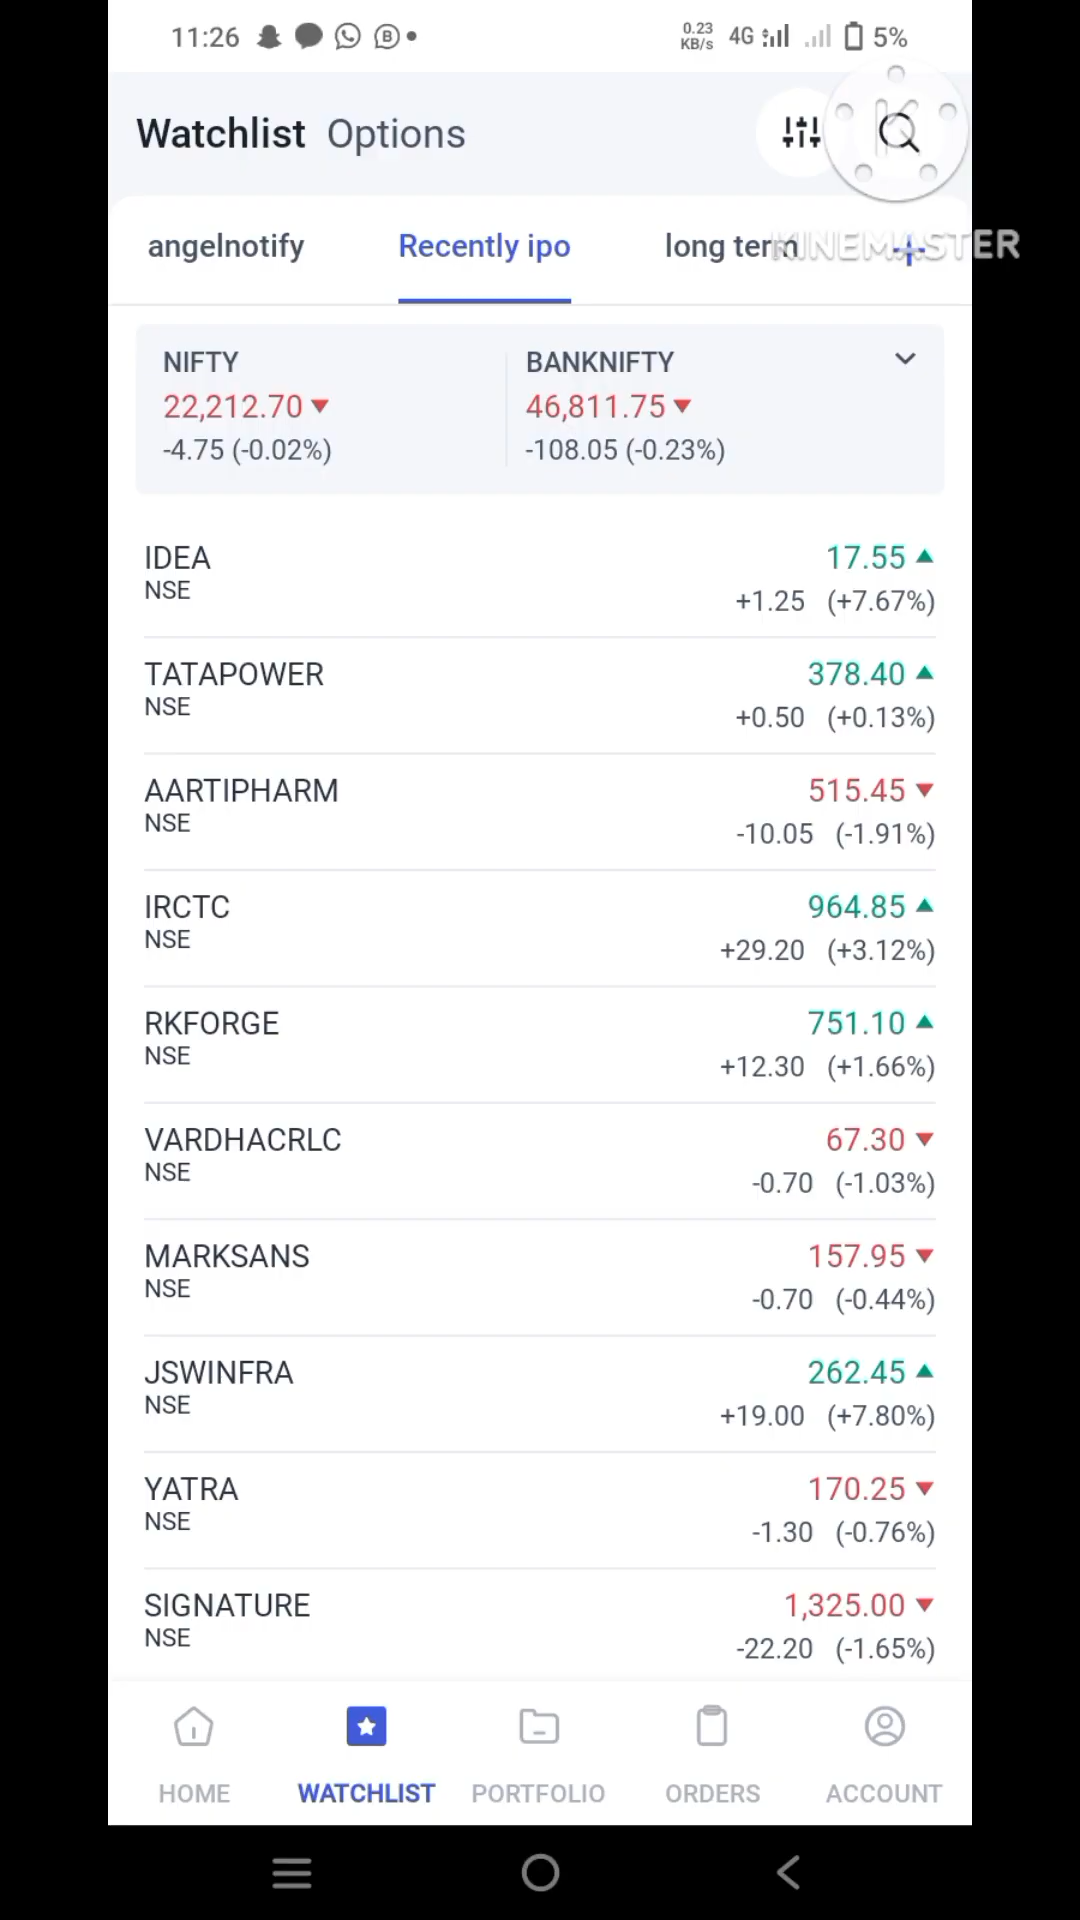 11:26 B 0.23 KB/s 4G 5%
Watchlist Options
angelnotify Recently ipo long term +
KINEMASTER
NIFTY BANKNIFTY
22,212.70 46,811.75
-4.75 (-0.02%) -108.05 (-0.23%)
IDEA 17.55
NSE +1.25 (+7.67%)
TATAPOWER 378.40
NSE +0.50 (+0.13%)
AARTIPHARM 515.45
NSE -10.05 (-1.91%)
IRCTC 964.85
NSE +29.20 (+3.12%)
RKFORGE 751.10
NSE +12.30 (+1.66%)
VARDHACRLC 67.30
NSE -0.70 (-1.03%)
MARKSANS 157.95
NSE -0.70 (-0.44%)
JSWINFRA 262.45
NSE +19.00 (+7.80%)
YATRA 170.25
NSE -1.30 (-0.76%)
SIGNATURE 1,325.00
NSE -22.20 (-1.65%)
HOME WATCHLIST PORTFOLIO ORDERS ACCOUNT